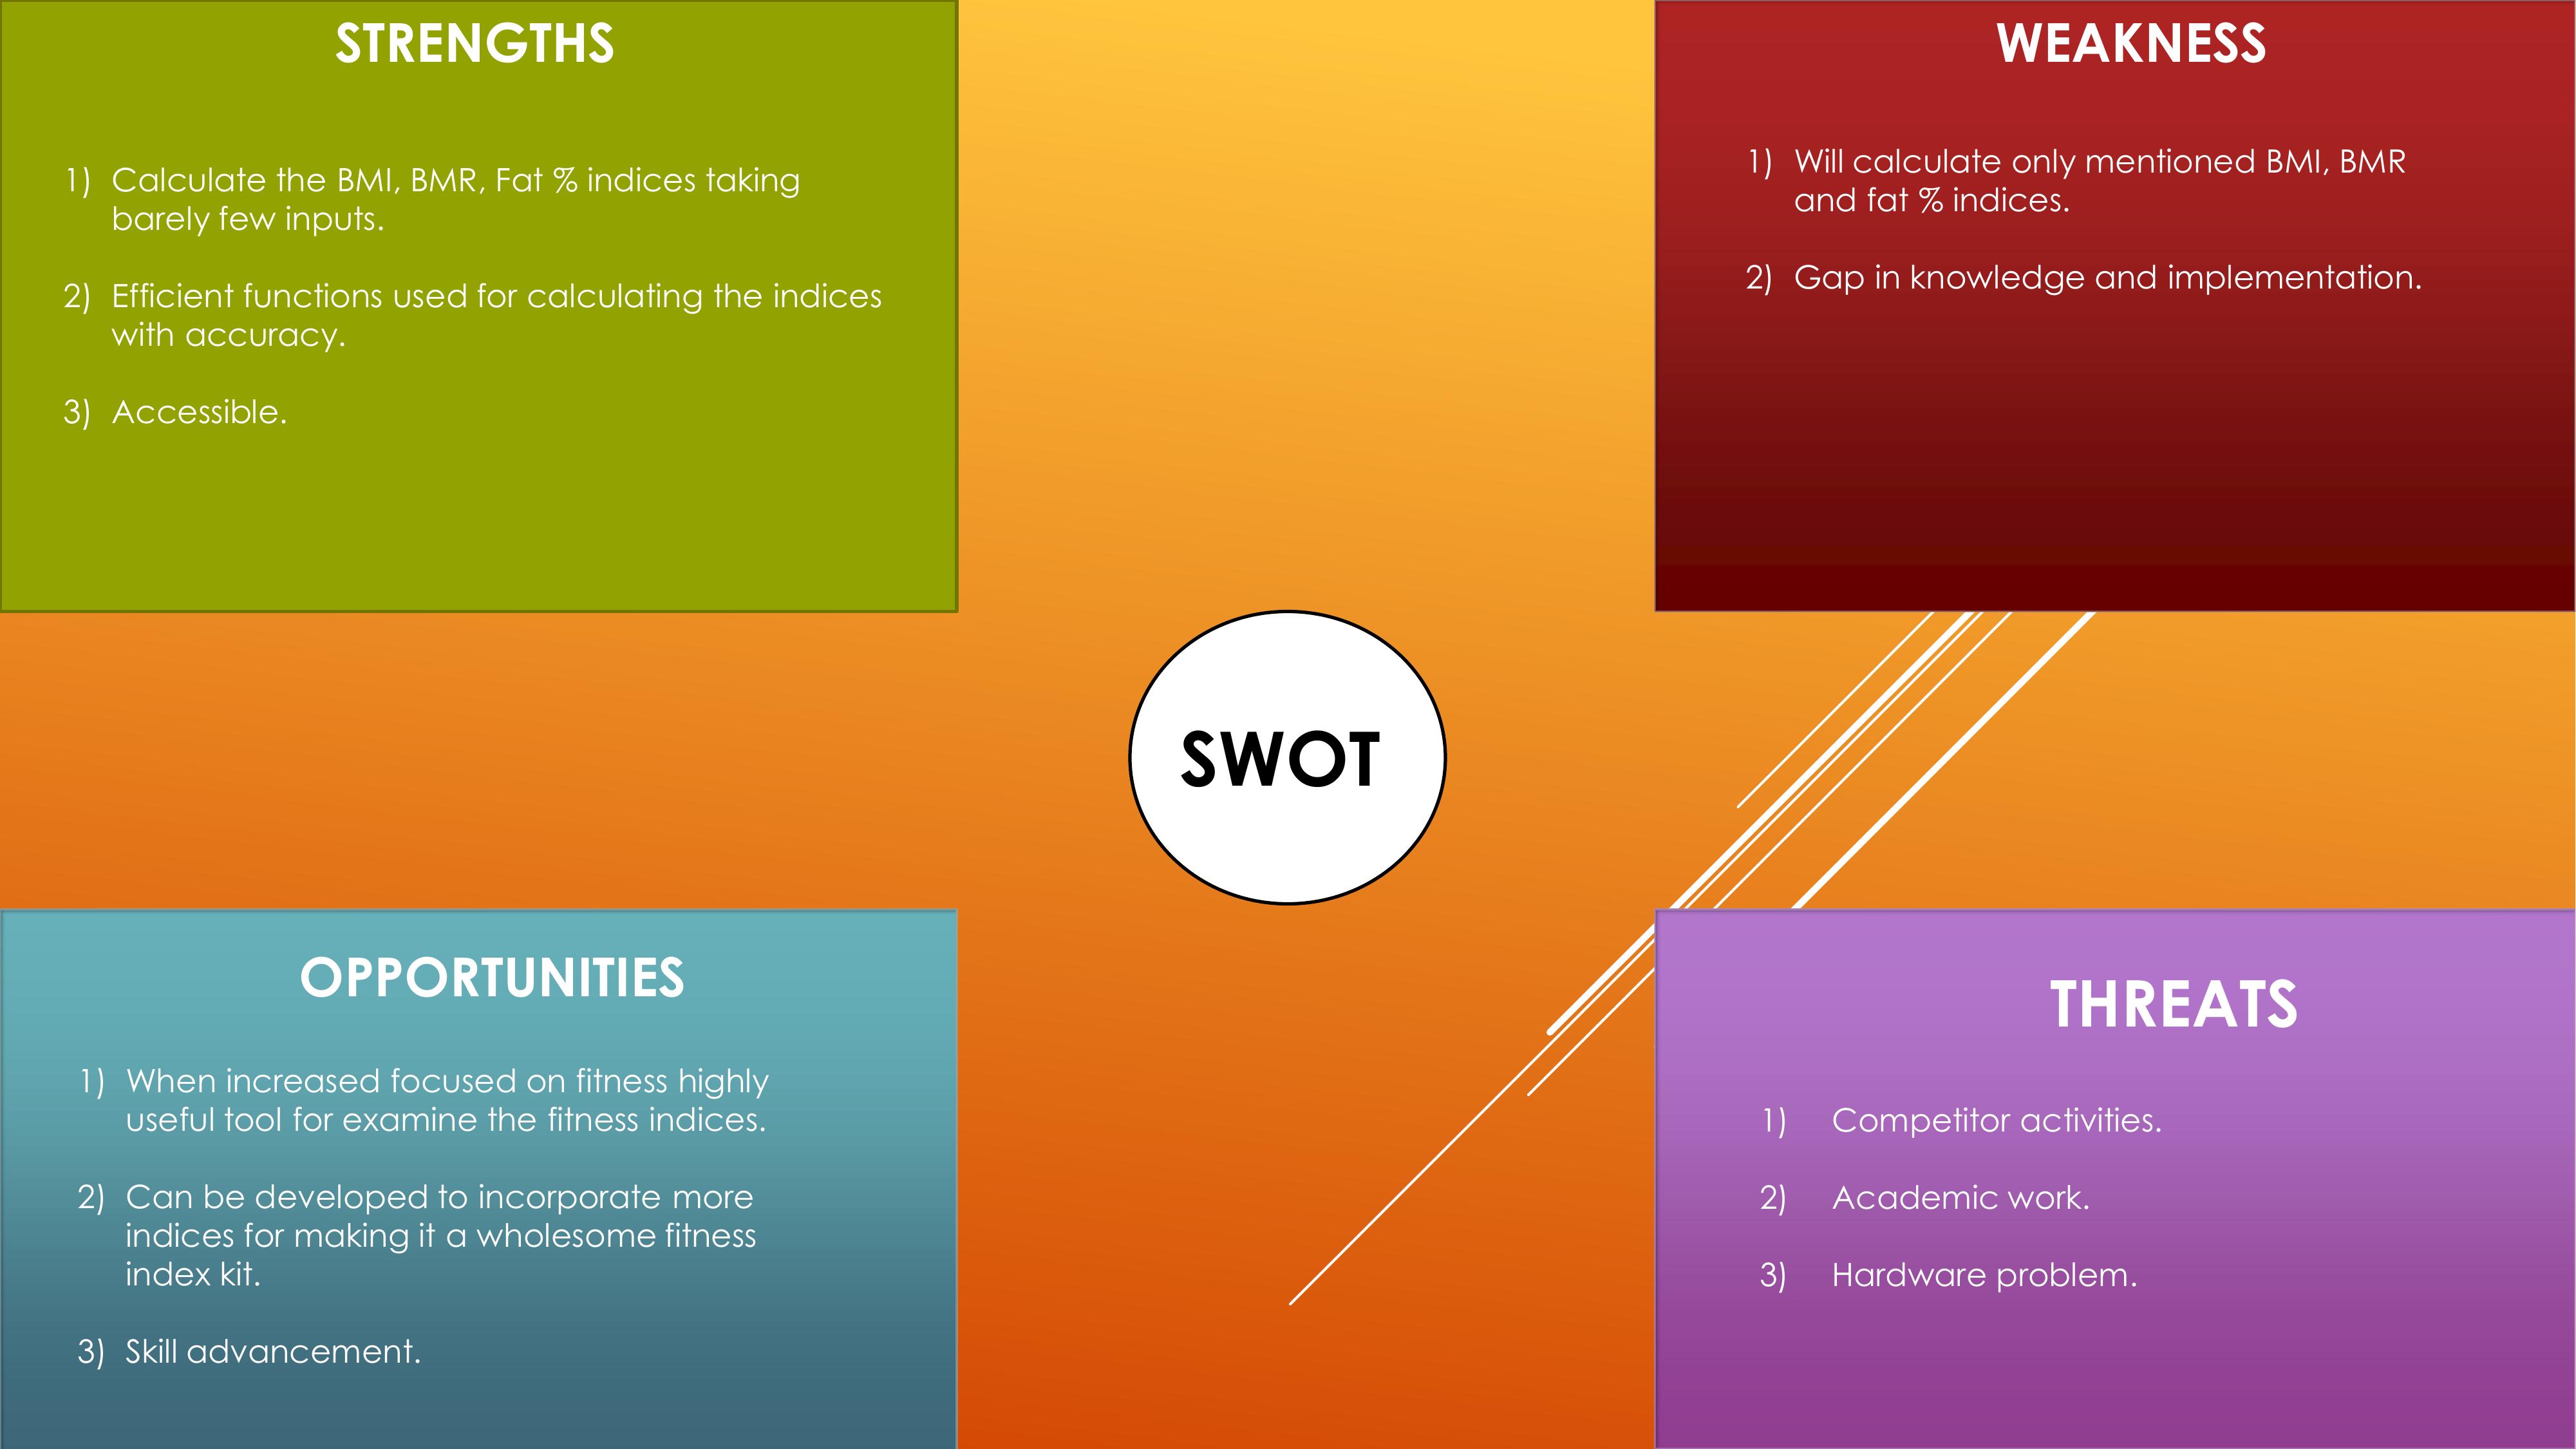 STRENGTHS
1) Calculate the BMI, BMR, Fat % indices taking
barely few inputs.
2) Efficient functions used for calculating the indices
with accuracy.
3) Accessible.
WEAKNESS
1) Will calculate only mentioned BMI, BMR
and fat % indices.
2) Gap in knowledge and implementation.
SWOT
OPPORTUNITIES
1) When increased focused on fitness highly
useful tool for examine the fitness indices.
2) Can be developed to incorporate more
indices for making it a wholesome fitness
index kit.
3) Skill advancement.
THREATS
1) Competitor activities.
2) Academic work.
3) Hardware problem.